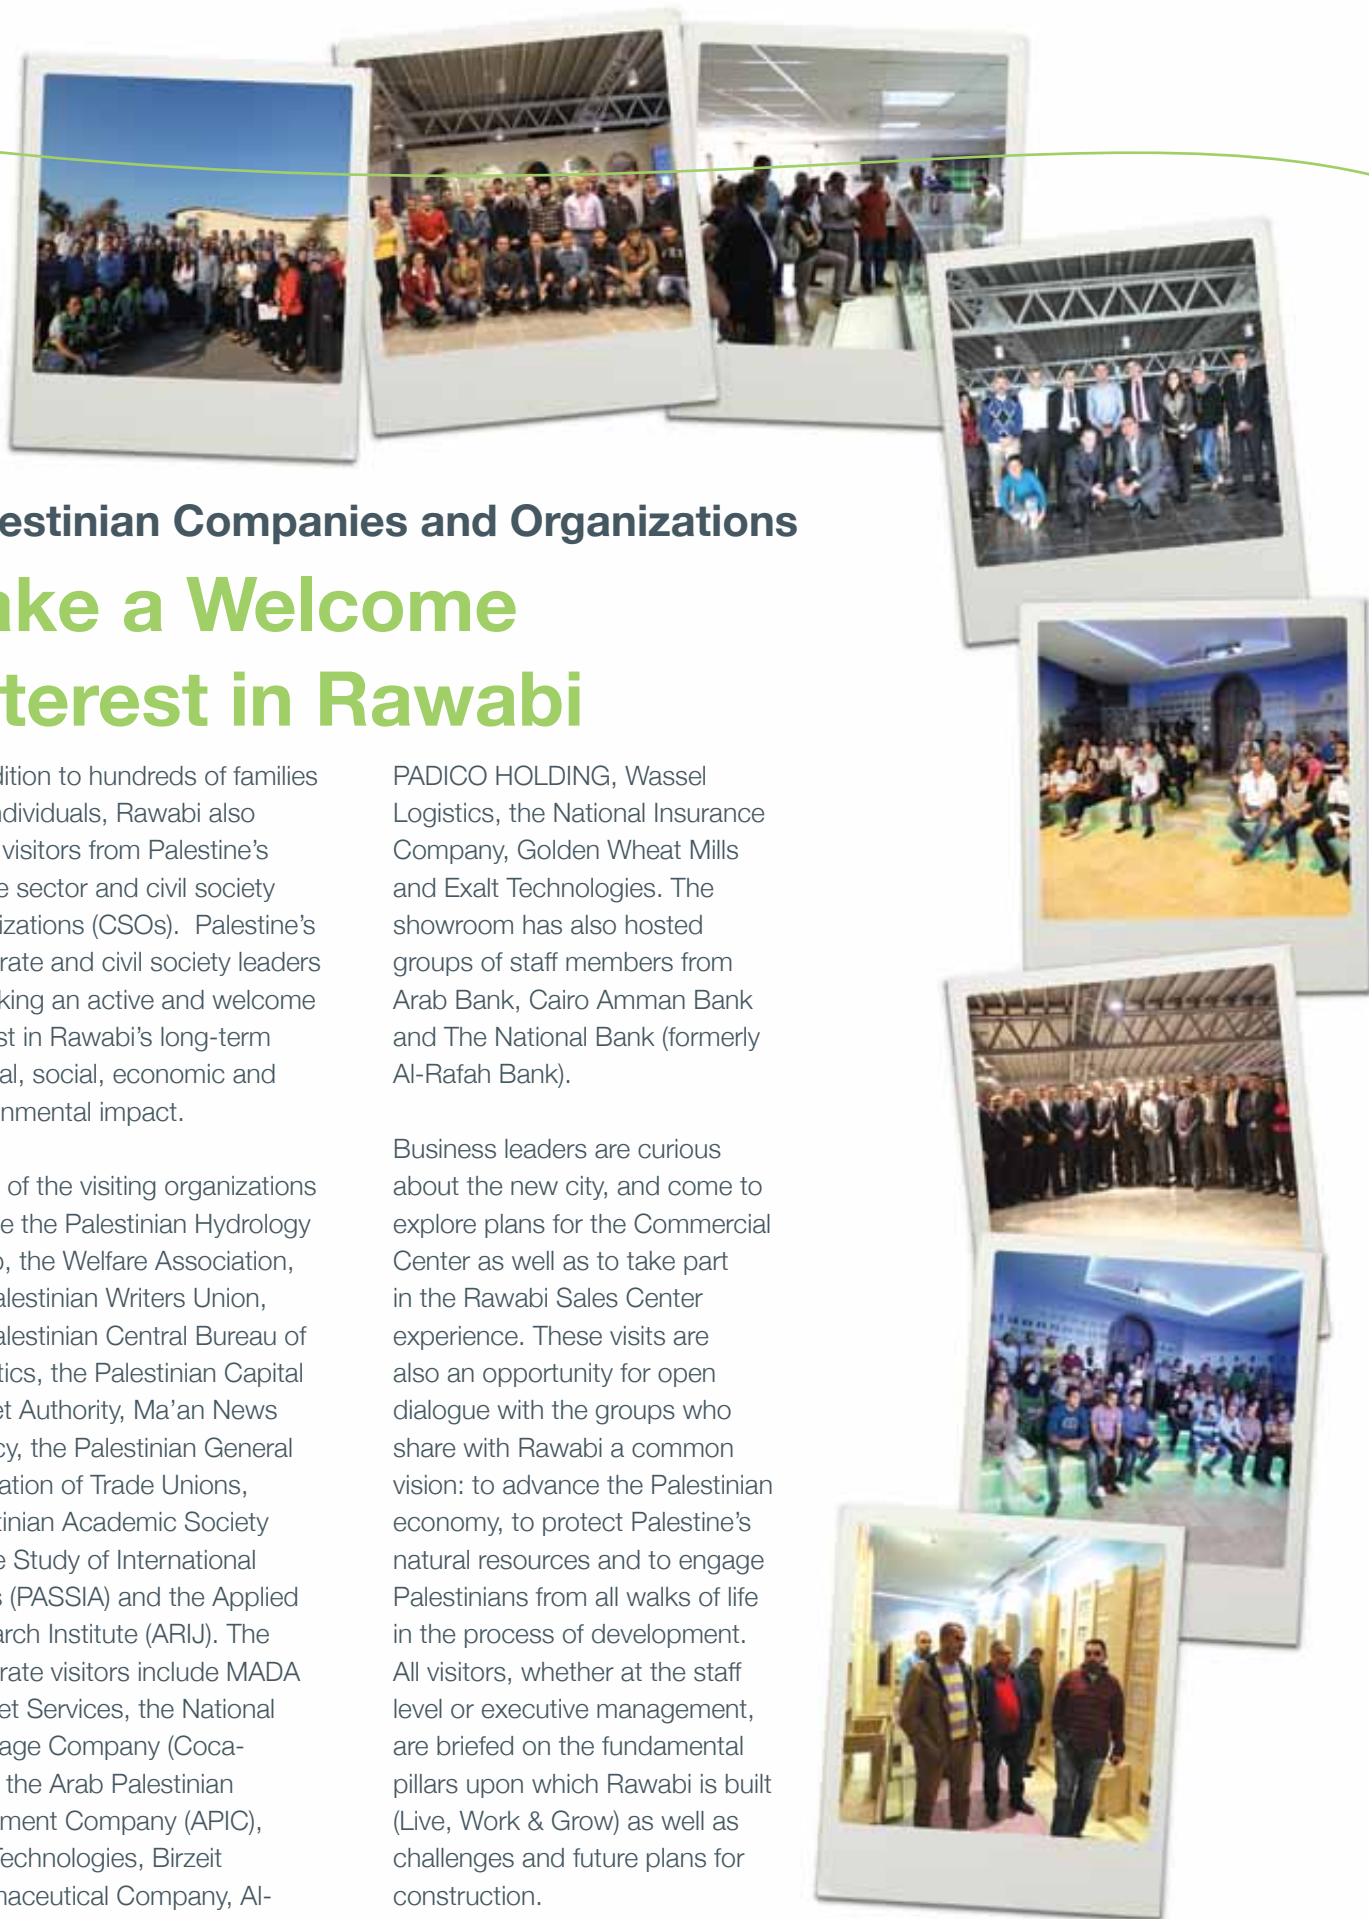 estinian Companies and Organizations
ake a Welcome
terest in Rawabi
dition to hundreds of families
ndividuals, Rawabi also
visitors from Palestine’s
e sector and civil society
izations (CSOs).  Palestine’s
rate and civil society leaders
king an active and welcome
st in Rawabi’s long-term
al, social, economic and
nmental impact.
of the visiting organizations
e the Palestinian Hydrology
, the Welfare Association,
alestinian Writers Union,
alestinian Central Bureau of
tics, the Palestinian Capital
et Authority, Ma’an News
cy, the Palestinian General
ation of Trade Unions,
tinian Academic Society
e Study of International
s (PASSIA) and the Applied
arch Institute (ARIJ). The
rate visitors include MADA
et Services, the National
age Company (Coca-
the Arab Palestinian
ment Company (APIC),
Technologies, Birzeit
naceutical Company, Al-
PADICO HOLDING, Wassel
Logistics, the National Insurance
Company, Golden Wheat Mills
and Exalt Technologies. The
showroom has also hosted
groups of staff members from
Arab Bank, Cairo Amman Bank
and The National Bank (formerly
Al-Rafah Bank).
Business leaders are curious
about the new city, and come to
explore plans for the Commercial
Center as well as to take part
in the Rawabi Sales Center
experience. These visits are
also an opportunity for open
dialogue with the groups who
share with Rawabi a common
vision: to advance the Palestinian
economy, to protect Palestine’s
natural resources and to engage
Palestinians from all walks of life
in the process of development.
All visitors, whether at the staff
level or executive management,
are briefed on the fundamental
pillars upon which Rawabi is built
(Live, Work & Grow) as well as
challenges and future plans for
construction.